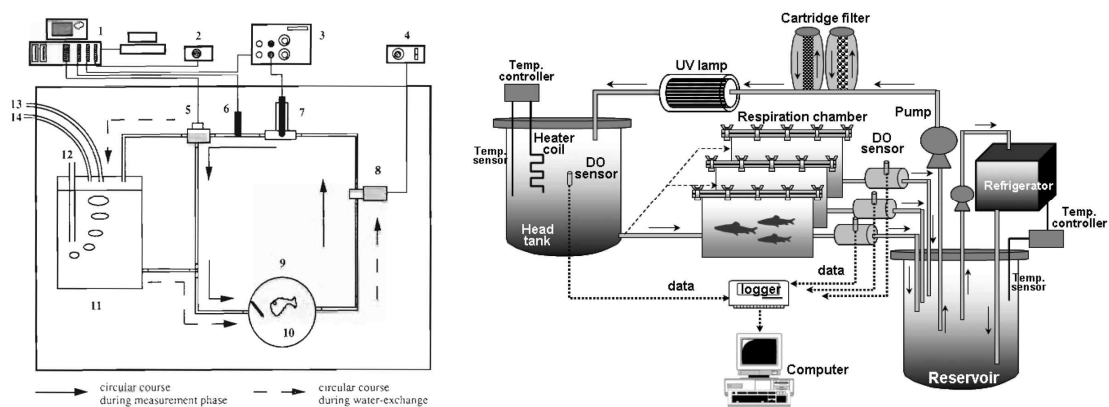 1
2
3
4
5
6
7
8
9
10
11
12
13
14
circular course
during measurement phase
circular course
during water-exchange
Cartridge filter
UV lamp
Temp.
controller
Respiration chamber
Pump
DO
sensor
Heater
coil
Temp.
sensor
DO
sensor
Refrigerator
Temp.
controller
Head
tank
data
data
logger
Temp.
sensor
Computer
Reservoir